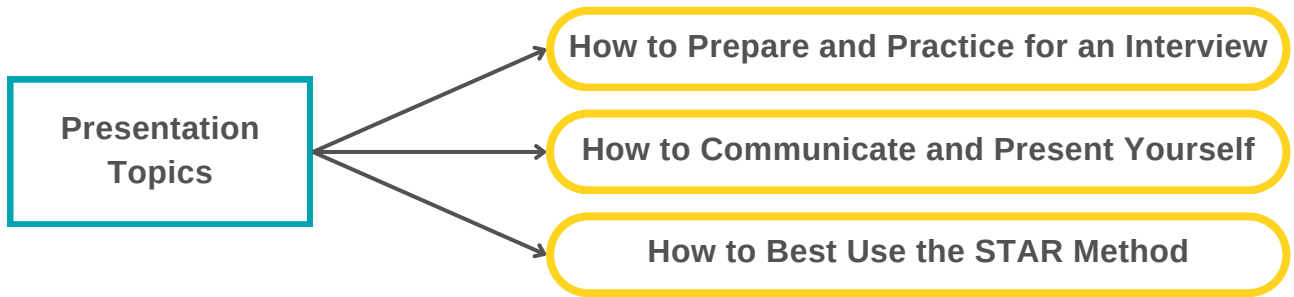 Presentation
Topics
How to Prepare and Practice for an Interview
How to Communicate and Present Yourself
How to Best Use the STAR Method